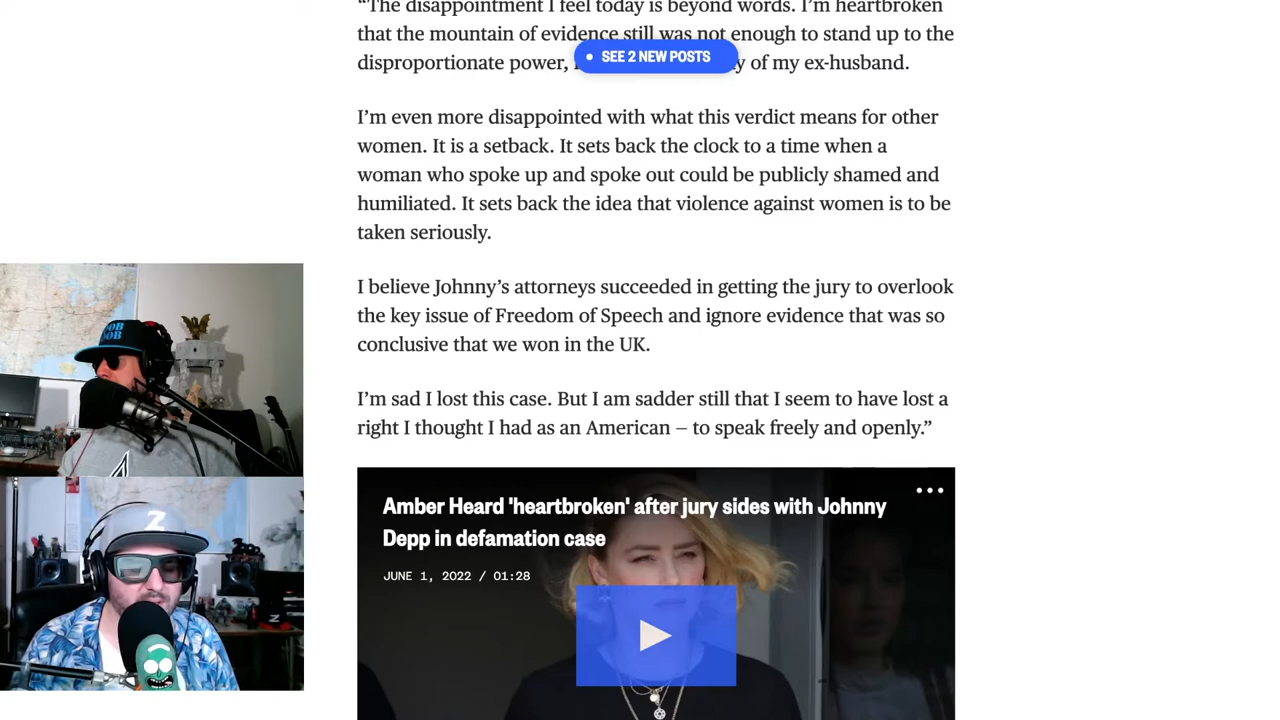 “The disappointment I feel today is beyond words. I’m heartbroken
that the mountain of evidence still was not enough to stand up to the
SEE 2 NEW POSTS
disproportionate power, of my ex-husband.
I’m even more disappointed with what this verdict means for other
women. It is a setback. It sets back the clock to a time when a
woman who spoke up and spoke out could be publicly shamed and
humiliated. It sets back the idea that violence against women is to be
taken seriously.
I believe Johnny’s attorneys succeeded in getting the jury to overlook
the key issue of Freedom of Speech and ignore evidence that was so
conclusive that we won in the UK.
I’m sad I lost this case. But I am sadder still that I seem to have lost a
right I thought I had as an American – to speak freely and openly.”
Amber Heard 'heartbroken' after jury sides with Johnny
Depp in defamation case
JUNE 1, 2022 / 01:28
Z